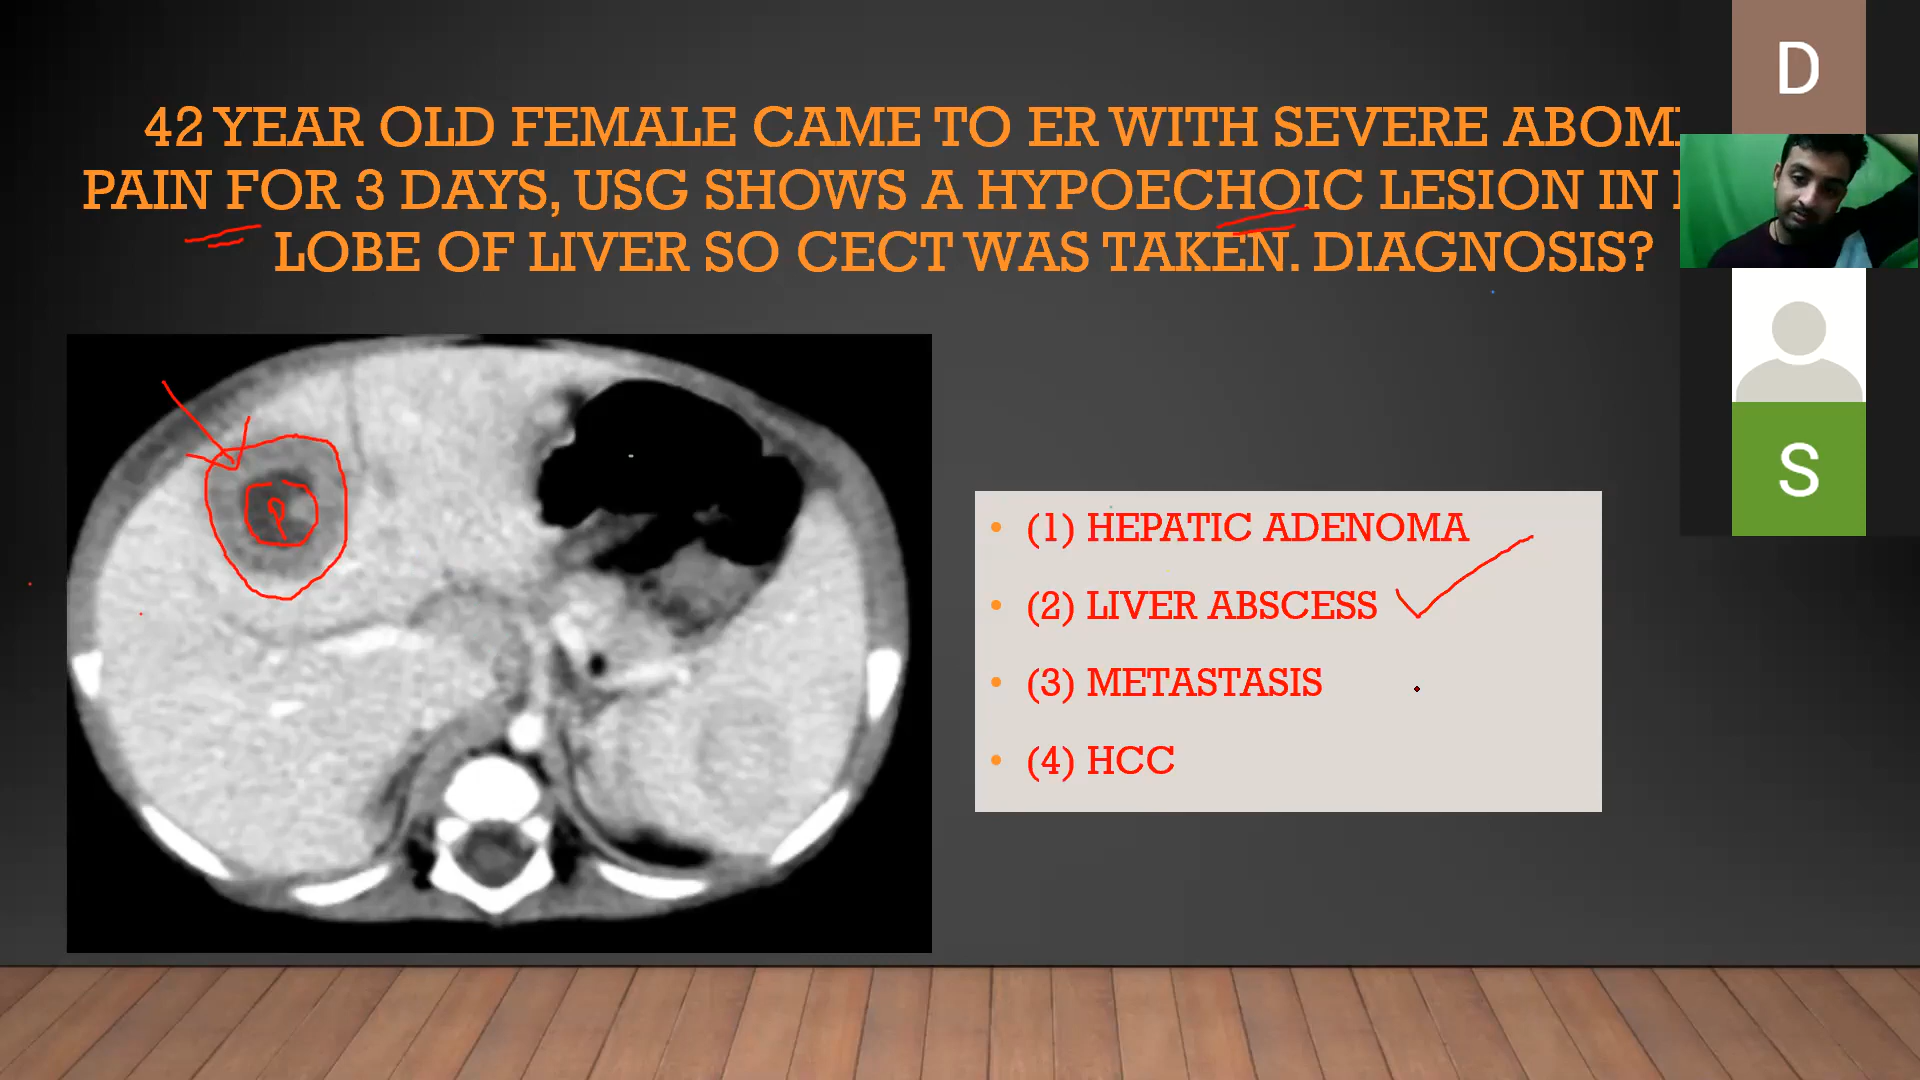 42 YEAR OLD FEMALE CAME TO ER WITH SEVERE
PAIN FOR 3 DAYS, USG SHOWS A HYPOECHOIC LESION IN
LOBE OF LIVER SO CECT WAS TAKEN. DIAGNOSIS?
P
• (1) HEPATIC ADENOMA
• (2) LIVER ABSCESS
• (3) METASTASIS
• (4) HCC
D
S